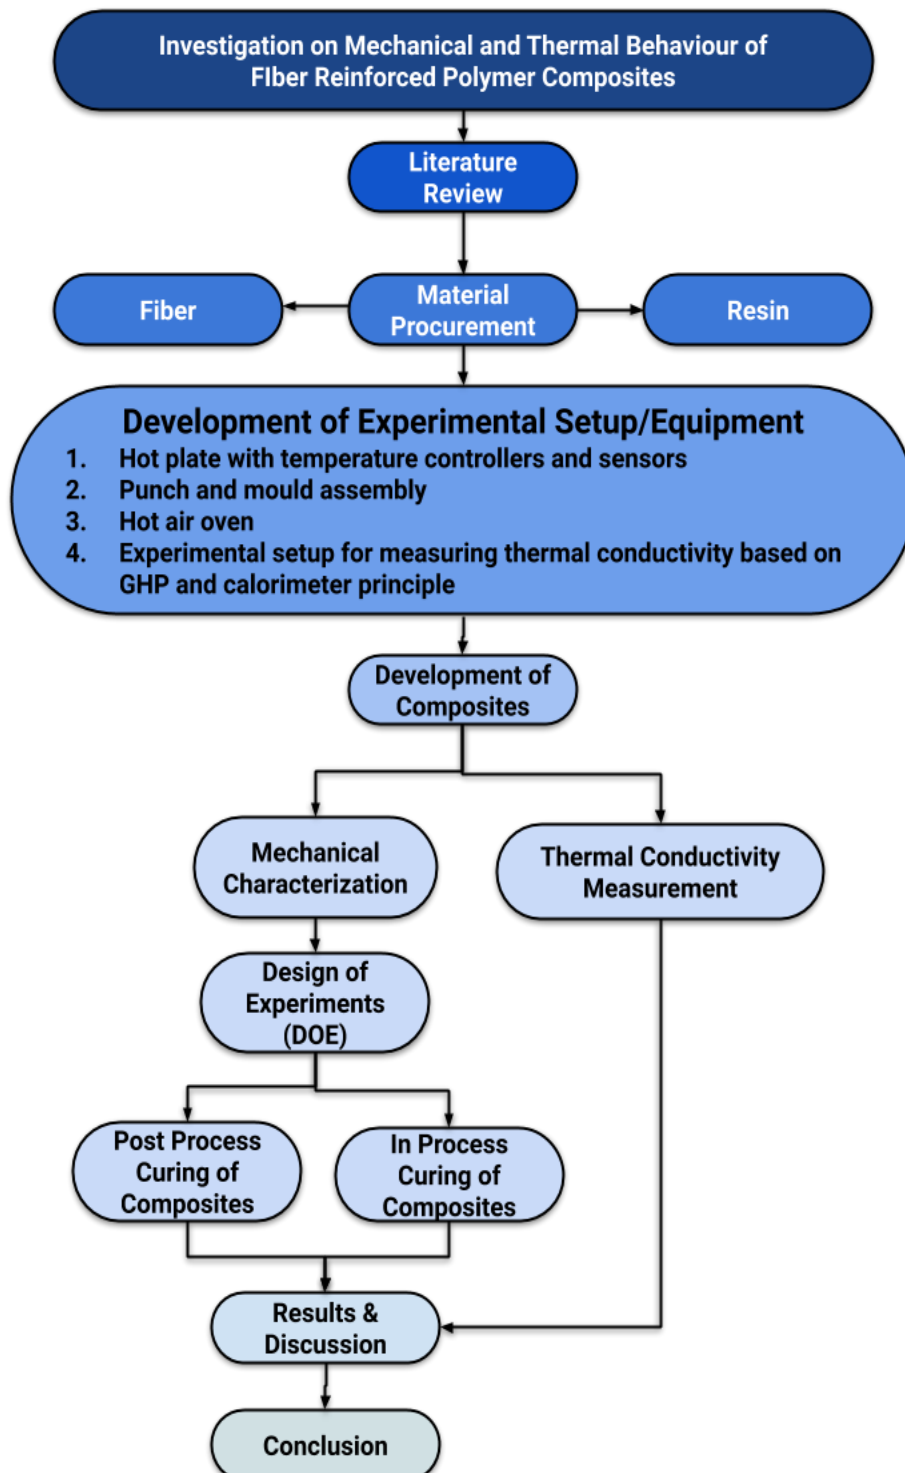 Investigation on Mechanical and Thermal Behaviour of
FIber Reinforced Polymer Composites
Literature
Review
Fiber
Material
Procurement
Resin
Development of Experimental Setup/Equipment
1. Hot plate with temperature controllers and sensors
2. Punch and mould assembly
3. Hot air oven
4. Experimental setup for measuring thermal conductivity based on
GHP and calorimeter principle
Development of
Composites
Mechanical
Characterization
Thermal Conductivity
Measurement
Design of
Experiments
(DOE)
Post Process
Curing of
Composites
In Process
Curing of
Composites
Results &
Discussion
Conclusion